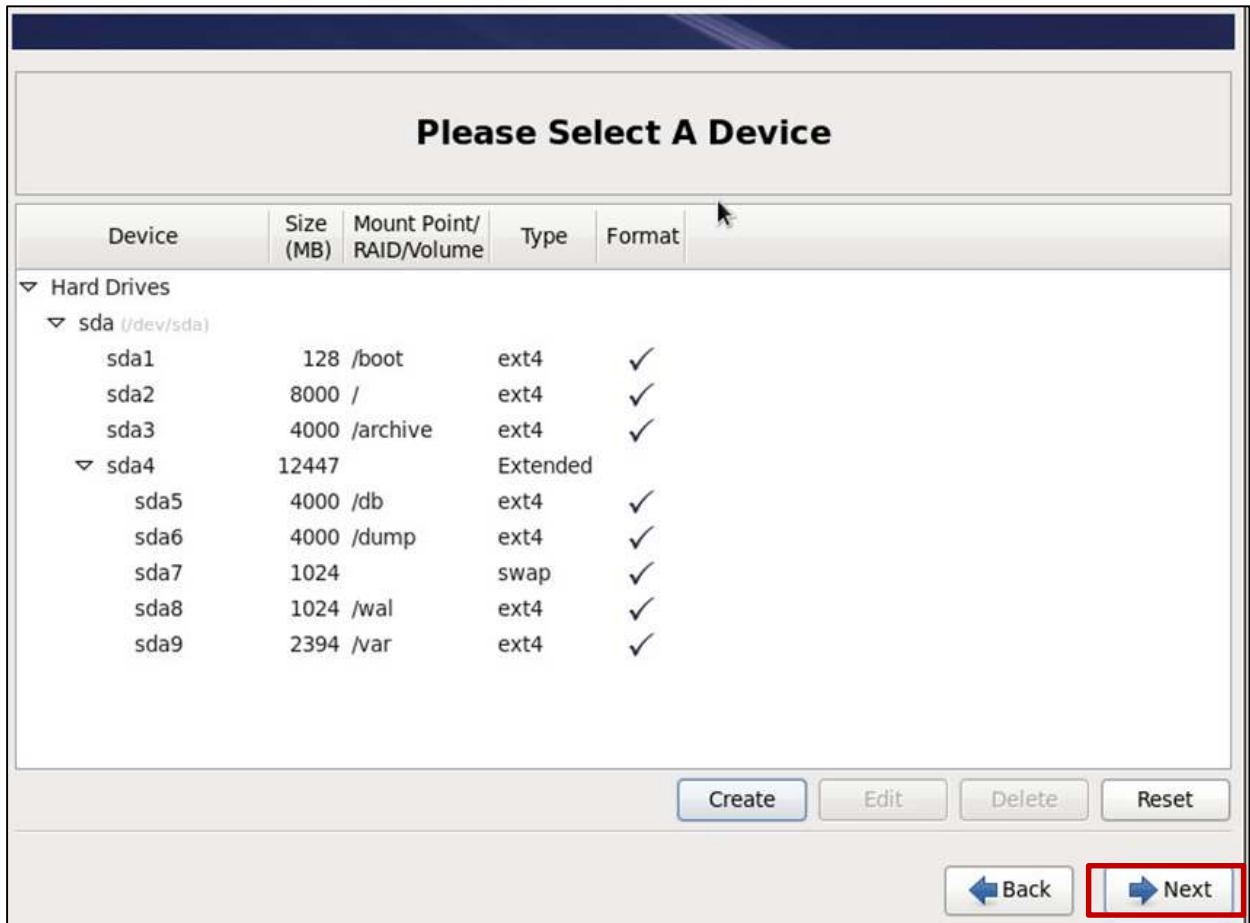 Please Select A Device
Device Size (MB) Mount Point/ RAID/Volume Type Format
Hard Drives
sda (/dev/sda)
sda1 128 /boot ext4
sda2 8000 / ext4
sda3 4000 /archive ext4
sda4 12447 Extended
sda5 4000 /db ext4
sda6 4000 /dump ext4
sda7 1024 swap
sda8 1024 /wal ext4
sda9 2394 /var ext4
Create Edit Delete Reset
Back Next